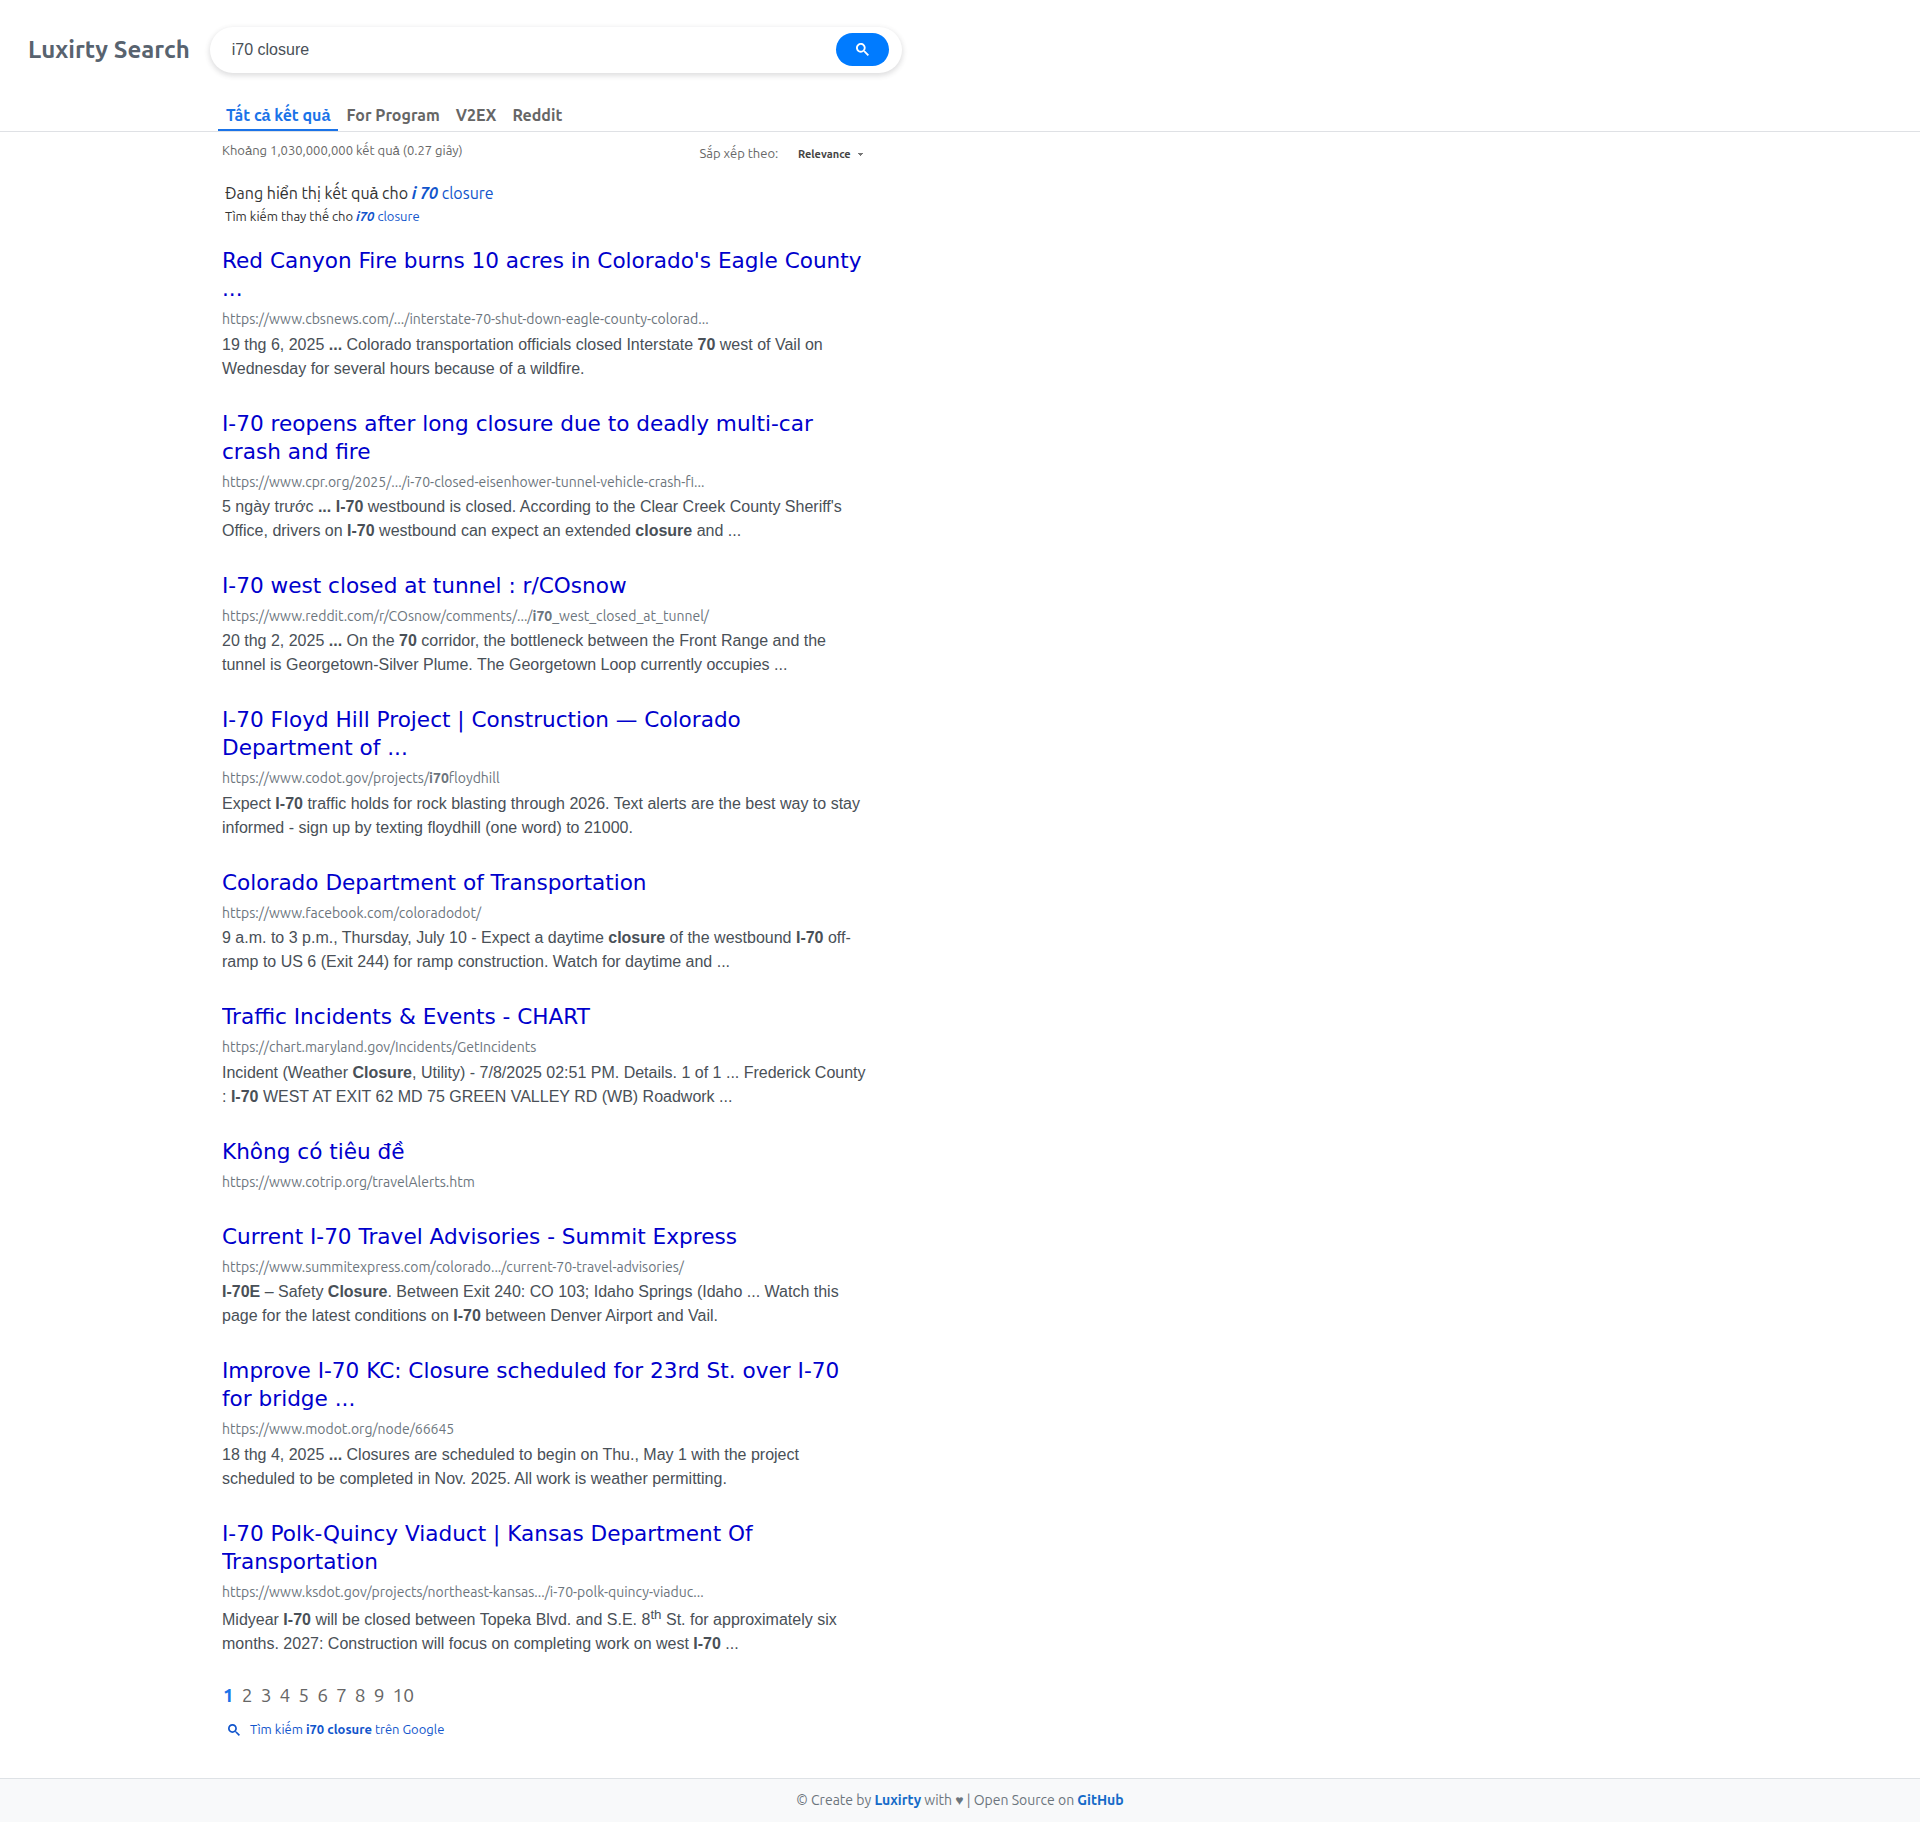 Luxirty Search
i70 closure
Tất cả kết quả For Program V2EX Reddit
Khoảng 1,030,000,000 kết quả (0.27 giây)
Sắp xếp theo: Relevance
Đang hiển thị kết quả cho i 70 closure
Tìm kiếm thay thế cho i70 closure
Red Canyon Fire burns 10 acres in Colorado's Eagle County
...
https://www.cbsnews.com/.../interstate-70-shut-down-eagle-county-colorad...
19 thg 6, 2025 ... Colorado transportation officials closed Interstate 70 west of Vail on
Wednesday for several hours because of a wildfire.
I-70 reopens after long closure due to deadly multi-car
crash and fire
https://www.cpr.org/2025/.../i-70-closed-eisenhower-tunnel-vehicle-crash-fi...
5 ngày trước ... I-70 westbound is closed. According to the Clear Creek County Sheriff's
Office, drivers on I-70 westbound can expect an extended closure and ...
I-70 west closed at tunnel : r/COsnow
https://www.reddit.com/r/COsnow/comments/.../i70_west_closed_at_tunnel/
20 thg 2, 2025 ... On the 70 corridor, the bottleneck between the Front Range and the
tunnel is Georgetown-Silver Plume. The Georgetown Loop currently occupies ...
I-70 Floyd Hill Project | Construction — Colorado
Department of ...
https://www.codot.gov/projects/i70floydhill
Expect I-70 traffic holds for rock blasting through 2026. Text alerts are the best way to stay
informed - sign up by texting floydhill (one word) to 21000.
Colorado Department of Transportation
https://www.facebook.com/coloradodot/
9 a.m. to 3 p.m., Thursday, July 10 - Expect a daytime closure of the westbound I-70 off-
ramp to US 6 (Exit 244) for ramp construction. Watch for daytime and ...
Traffic Incidents & Events - CHART
https://chart.maryland.gov/Incidents/GetIncidents
Incident (Weather Closure, Utility) - 7/8/2025 02:51 PM. Details. 1 of 1 ... Frederick County
: I-70 WEST AT EXIT 62 MD 75 GREEN VALLEY RD (WB) Roadwork ...
Không có tiêu đề
https://www.cotrip.org/travelAlerts.htm
Current I-70 Travel Advisories - Summit Express
https://www.summitexpress.com/colorado.../current-70-travel-advisories/
I-70E – Safety Closure. Between Exit 240: CO 103; Idaho Springs (Idaho ... Watch this
page for the latest conditions on I-70 between Denver Airport and Vail.
Improve I-70 KC: Closure scheduled for 23rd St. over I-70
for bridge ...
https://www.modot.org/node/66645
18 thg 4, 2025 ... Closures are scheduled to begin on Thu., May 1 with the project
scheduled to be completed in Nov. 2025. All work is weather permitting.
I-70 Polk-Quincy Viaduct | Kansas Department Of
Transportation
https://www.ksdot.gov/projects/northeast-kansas.../i-70-polk-quincy-viaduc...
Midyear I-70 will be closed between Topeka Blvd. and S.E. 8th St. for approximately six
months. 2027: Construction will focus on completing work on west I-70 ...
1 2 3 4 5 6 7 8 9 10
Tìm kiếm i70 closure trên Google
© Create by Luxirty with ♥ | Open Source on GitHub